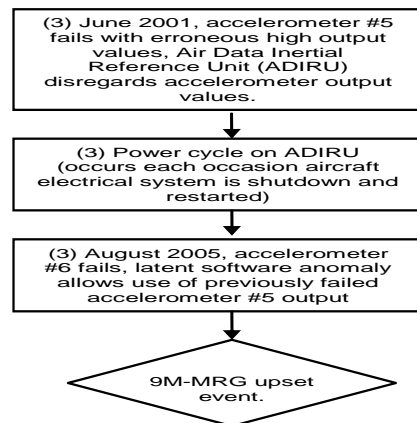 (3) June 2001, accelerometer #5
fails with erroneous high output
values, Air Data Inertial
Reference Unit (ADIRU)
disregards accelerometer output
values.
(3) Power cycle on ADIRU
(occurs each occasion aircraft
electrical system is shutdown and
restarted)
(3) August 2005, accelerometer
#6 fails, latent software anomaly
allows use of previously failed
accelerometer #5 output
9M-MRG upset
event.